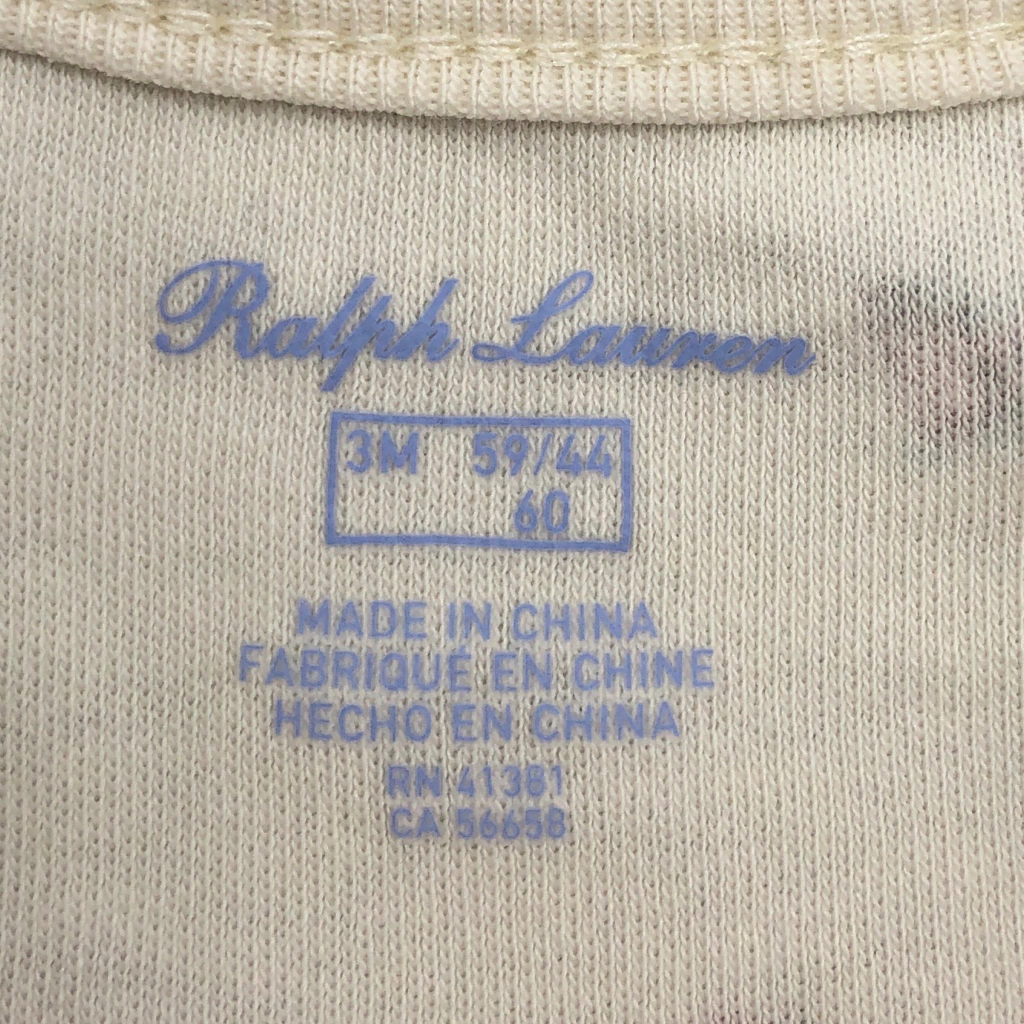 Ralph Lauren
3M 59/44
60
MADE IN CHINA
FABRIQUÉ EN CHINE
HECHO EN CHINA
RN 41381
CA 56658